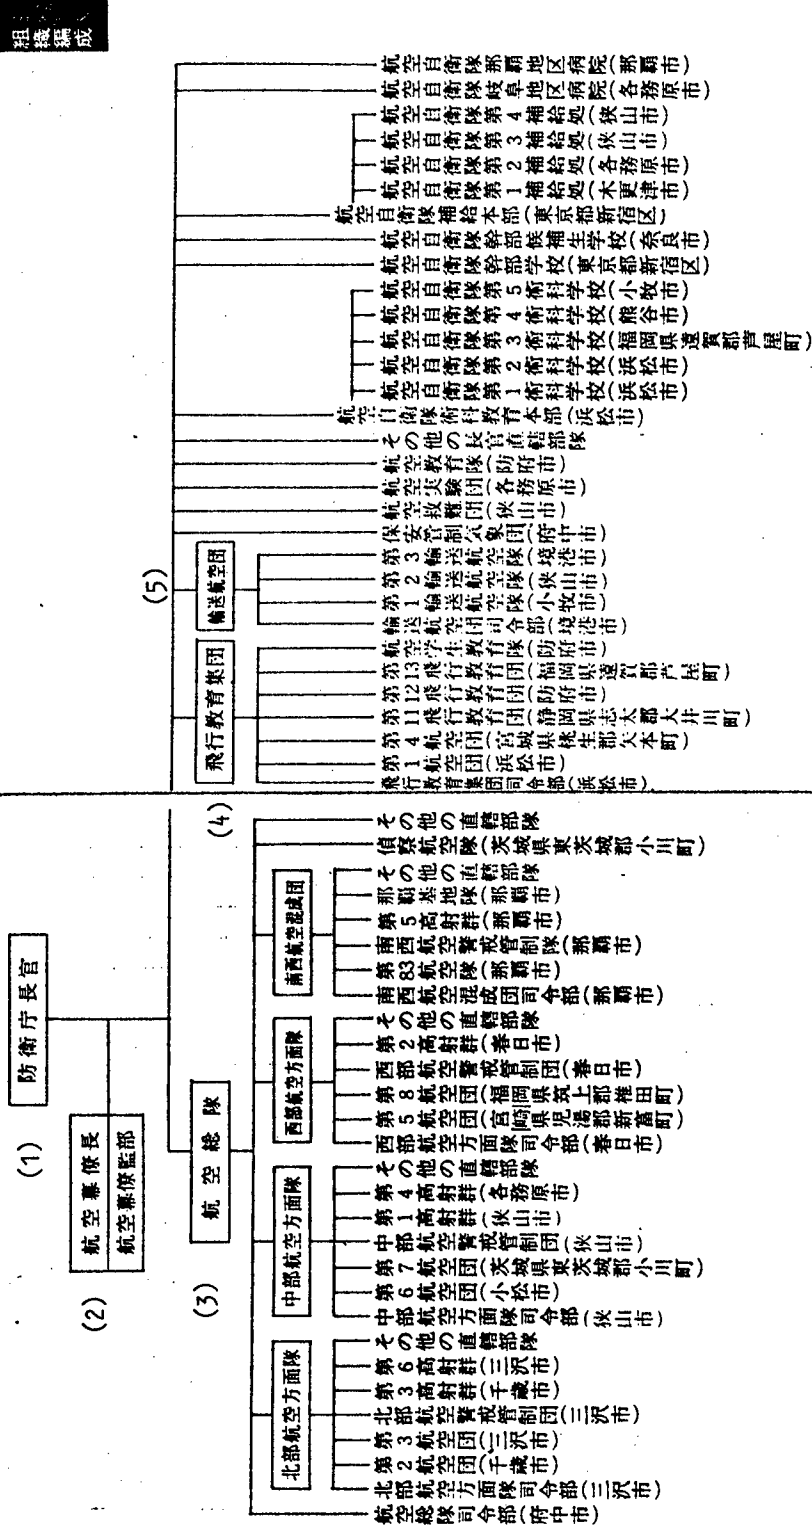 組織編成
(1)
防衛庁長官
(2)
航空幕僚長
航空幕僚監部
(3)
航空総隊
航空総隊司令部(府中市)
北部航空方面隊
北部航空方面隊司令部(三沢市)
第2航空団(千歳市)
第3航空団(三沢市)
北部航空警戒管制団(三沢市)
第3高射群(千歳市)
第6高射群(三沢市)
その他の直轄部隊
中部航空方面隊
中部航空方面隊司令部(狭山市)
第6航空団(小松市)
第7航空団(茨城県東茨城郡小川町)
中部航空警戒管制団(狭山市)
第1高射群(狭山市)
第4高射群(各務原市)
その他の直轄部隊
西部航空方面隊
西部航空方面隊司令部(春日市)
第5航空団(宮崎県児湯郡新富町)
第8航空団(福岡県筑上郡椎田町)
西部航空警戒管制団(春日市)
第2高射群(春日市)
その他の直轄部隊
南西航空混成団
南西航空混成団司令部(那覇市)
第83航空隊(那覇市)
南西航空警戒管制隊(那覇市)
第5高射群(那覇市)
那覇基地隊(那覇市)
その他の直轄部隊
偵察航空隊(茨城県東茨城郡小川町)
その他の直轄部隊
(4)
飛行教育集団
飛行教育集団司令部(浜松市)
第1航空団(浜松市)
第4航空団(宮城県桃生郡矢本町)
第11飛行教育団(静岡県志太郡大井川町)
第12飛行教育団(防府市)
第13飛行教育団(福岡県遠賀郡芦屋町)
航空学生教育隊(防府市)
(5)
輸送航空団
輸送航空団司令部(境港市)
第1輸送航空隊(小牧市)
第2輸送航空隊(狭山市)
第3輸送航空隊(境港市)
保安管制気象団(府中市)
航空救難団(狭山市)
航空実験団(各務原市)
航空教育隊(防府市)
その他の長官直轄部隊
航空自衛隊術科教育本部(浜松市)
航空自衛隊第1術科学校(浜松市)
航空自衛隊第2術科学校(浜松市)
航空自衛隊第3術科学校(福岡県遠賀郡芦屋町)
航空自衛隊第4術科学校(熊谷市)
航空自衛隊第5術科学校(小牧市)
航空自衛隊幹部学校(東京都新宿区)
航空自衛隊幹部候補生学校(奈良市)
航空自衛隊補給本部(東京都新宿区)
航空自衛隊第1補給処(木更津市)
航空自衛隊第2補給処(各務原市)
航空自衛隊第3補給処(狭山市)
航空自衛隊第4補給処(狭山市)
航空自衛隊岐阜地区病院(各務原市)
航空自衛隊那覇地区病院(那覇市)